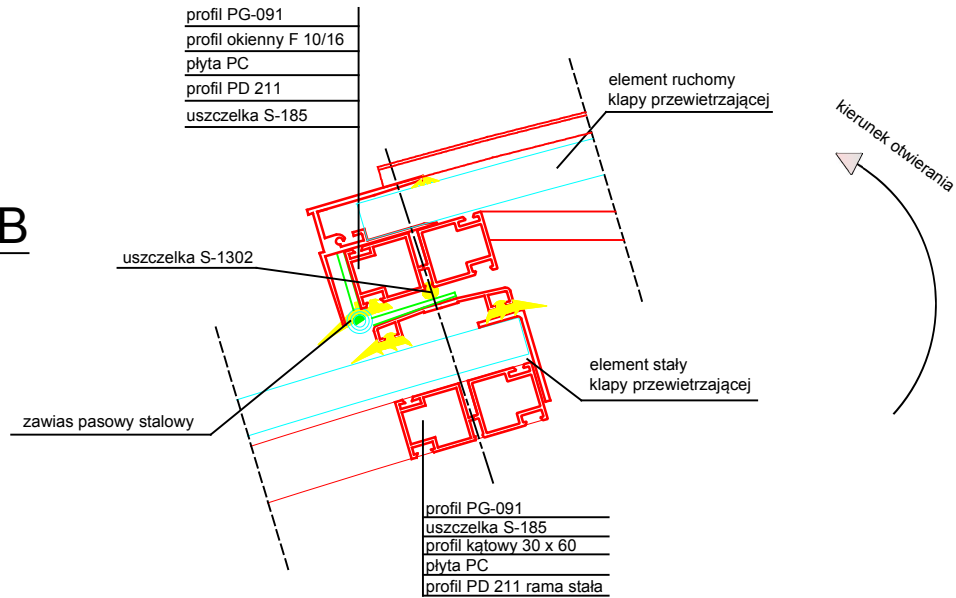 profil PG-091
profil okienny F 10/16
płyta PC
profil PD 211
uszczelka S-185
element ruchomy
klapy przewietrzającej
kierunek otwierania
B
uszczelka S-1302
element stały
klapy przewietrzającej
zawias pasowy stalowy
profil PG-091
uszczelka S-185
profil kątowy 30 x 60
płyta PC
profil PD 211 rama stała